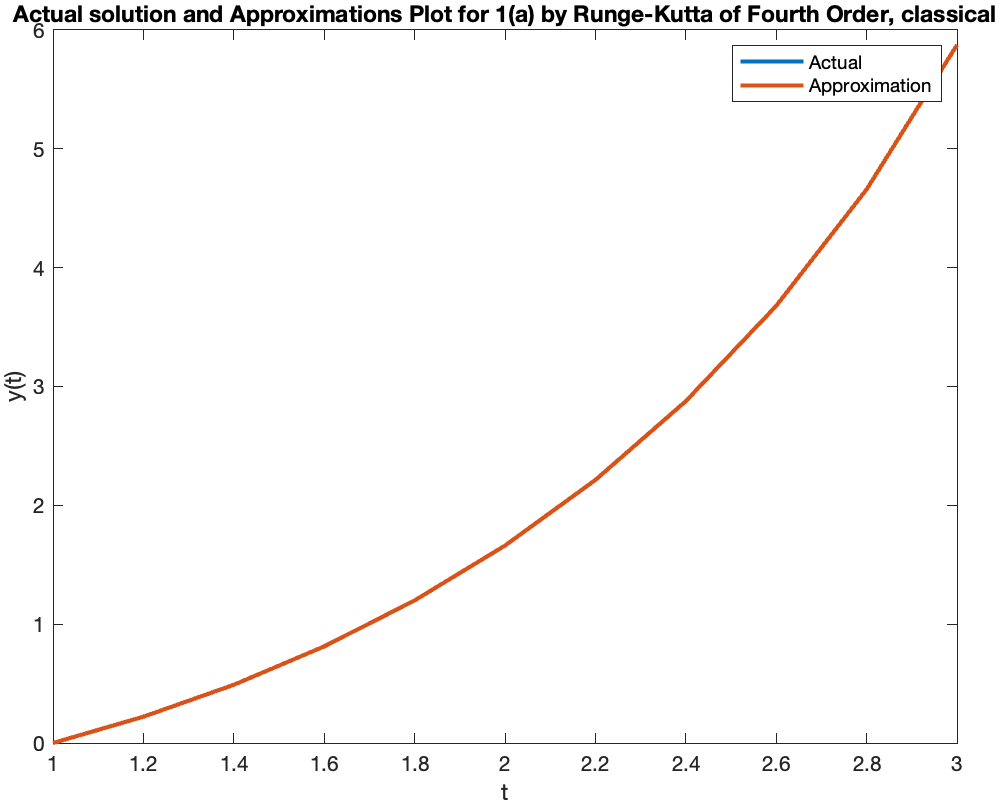 Actual solution and Approximations Plot for 1(a) by Runge-Kutta of Fourth Order, classical
Actual
Approximation
6
5
4
3
2
1
0
y(t)
1 1.2 1.4 1.6 1.8 2 2.2 2.4 2.6 2.8 3
t